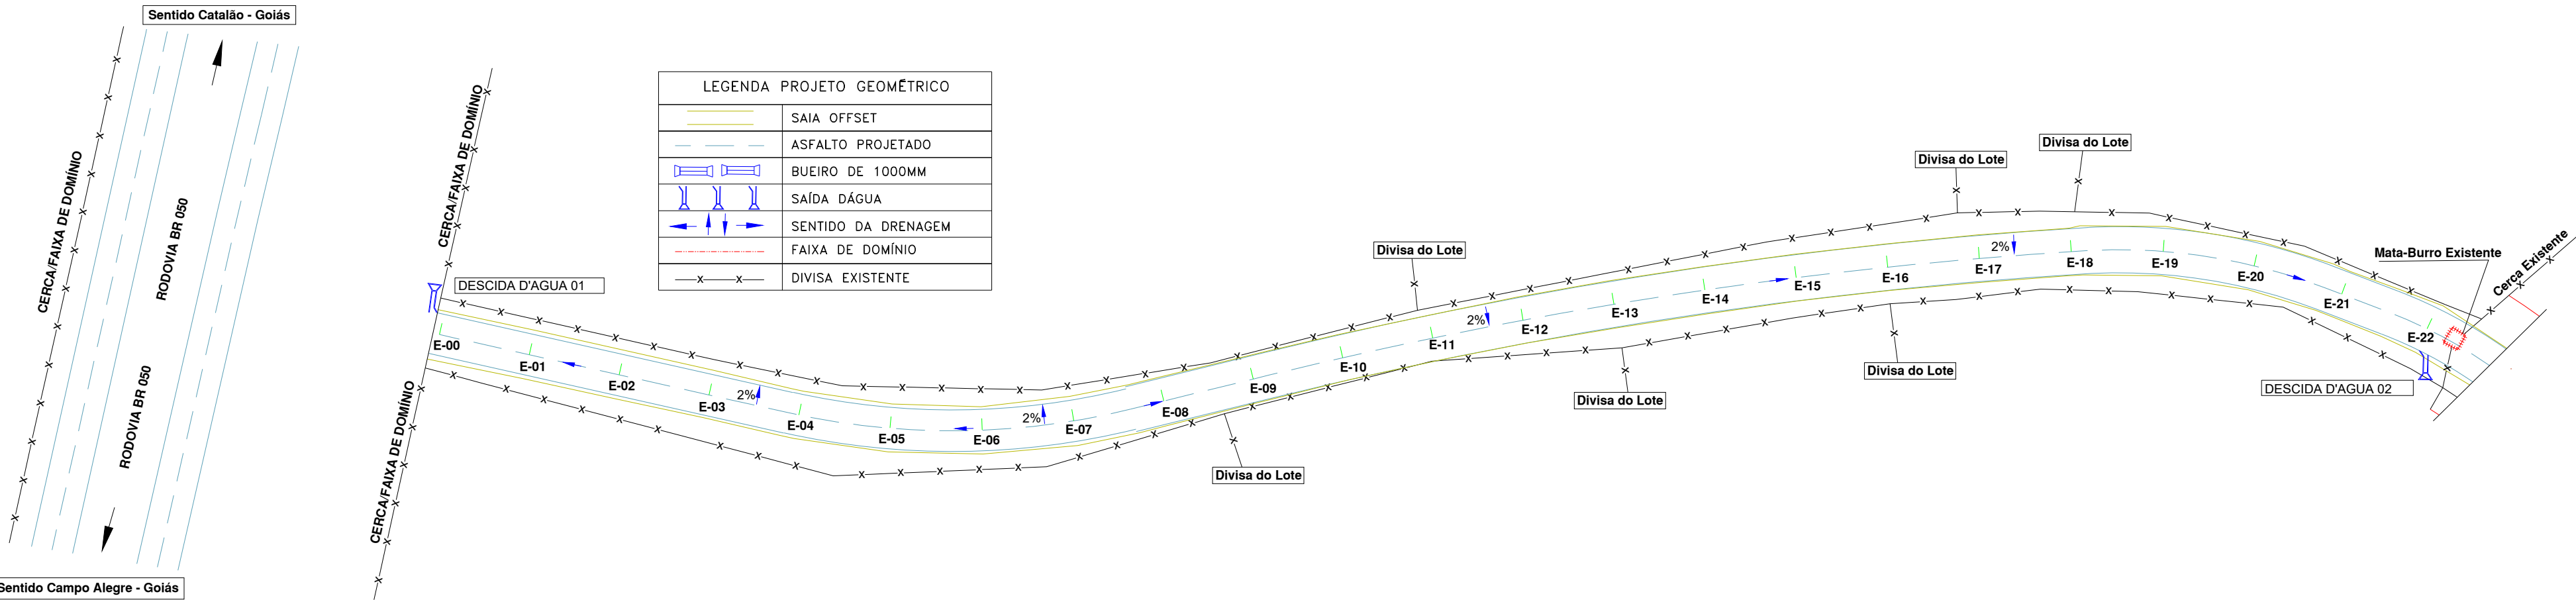 Sentido Catalão - Goiás
CERCA/FAIXA DE DOMÍNIO
RODOVIA BR 050
RODOVIA BR 050
Sentido Campo Alegre - Goiás
CERCA/FAIXA DE DOMÍNIO
CERCA/FAIXA DE DOMÍNIO
LEGENDA PROJETO GEOMÉTRICO
SAIA OFFSET
ASFALTO PROJETADO
BUEIRO DE 1000MM
SAÍDA DÁGUA
SENTIDO DA DRENAGEM
FAIXA DE DOMÍNIO
DIVISA EXISTENTE
DESCIDA D'AGUA 01
E-00
E-01
E-02
E-03
2%
E-04
E-05
E-06
2%
E-07
E-08
E-09
Divisa do Lote
E-10
Divisa do Lote
E-11
2%
E-12
E-13
Divisa do Lote
E-14
E-15
E-16
Divisa do Lote
Divisa do Lote
E-17
2%
Divisa do Lote
E-18
E-19
E-20
E-21
E-22
Mata-Burro Existente
Cerca Existente
DESCIDA D'AGUA 02